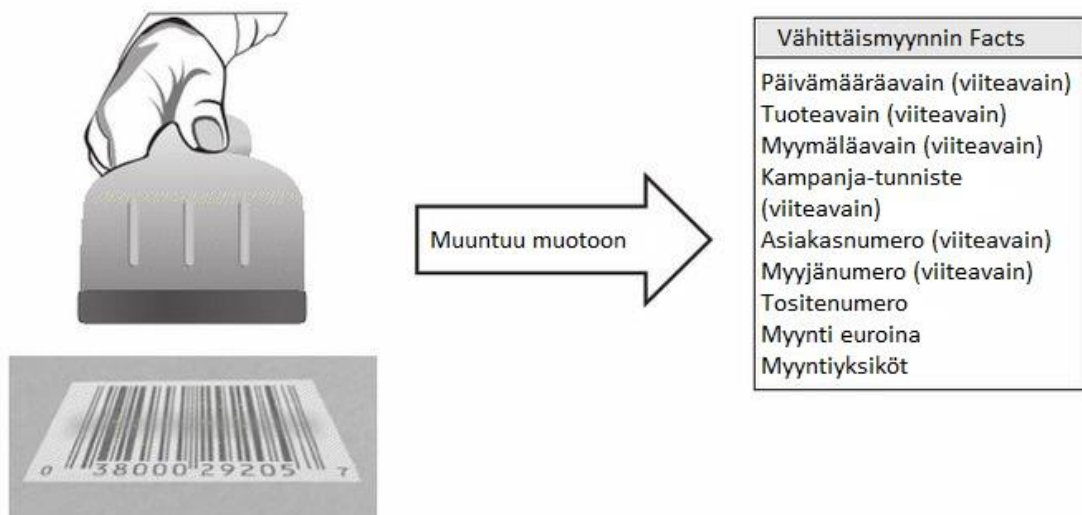 Vähittäismyynnin Facts
Päivämääräavain (viiteavain)
Tuoteavain (viiteavain)
Myymäläavain (viiteavain)
Kampanja-tunniste
(viiteavain)
Asiakasnumero (viiteavain)
Myyjänumero (viiteavain)
Tositenumero
Myynti euroina
Myyntiyksiköt
Muuntuu muotoon
0 38000 29205 7